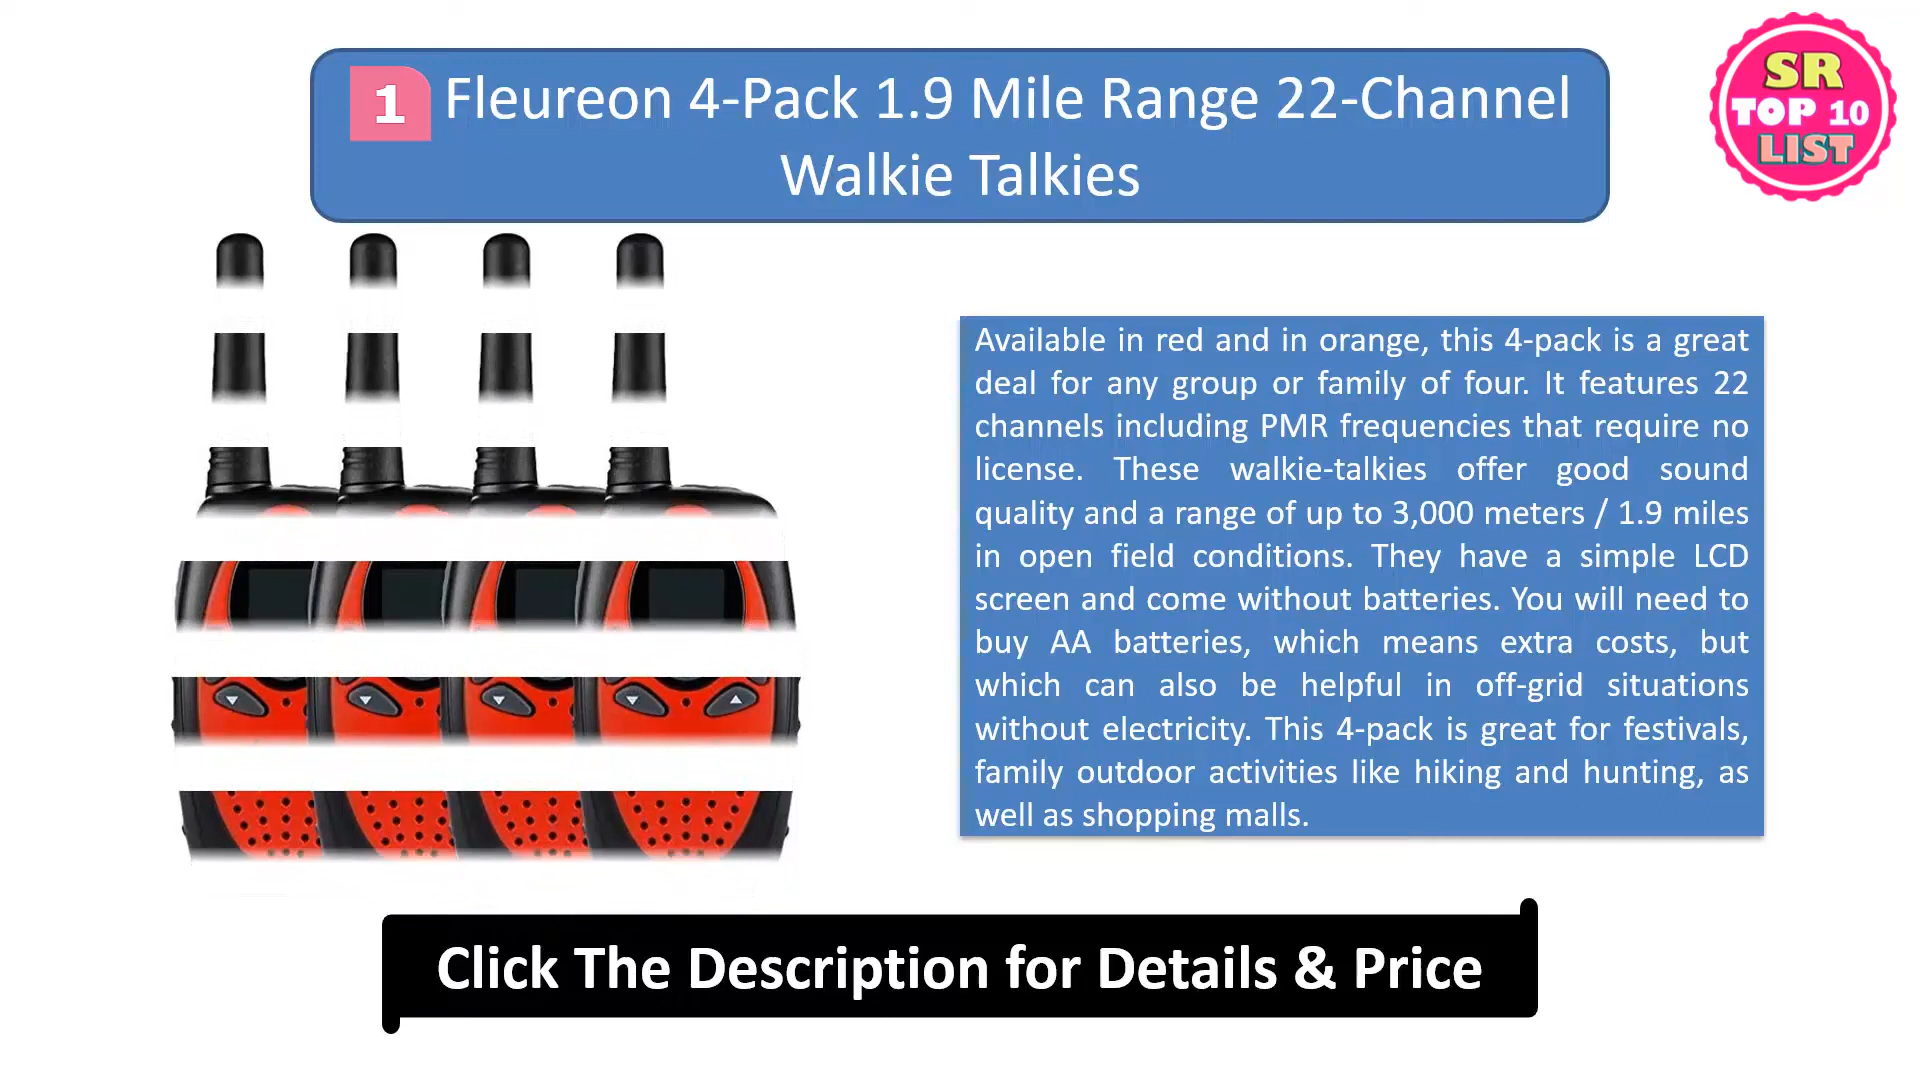 1 Fleureon 4-Pack 1.9 Mile Range 22-Channel
Walkie Talkies
SR
TOP 10
LIST
Available in red and in orange, this 4-pack is a great
deal for any group or family of four. It features 22
channels including PMR frequencies that require no
license. These walkie-talkies offer good sound
quality and a range of up to 3,000 meters / 1.9 miles
in open field conditions. They have a simple LCD
screen and come without batteries. You will need to
buy AA batteries, which means extra costs, but
which can also be helpful in off-grid situations
without electricity. This 4-pack is great for festivals,
family outdoor activities like hiking and hunting, as
well as shopping malls.
Click The Description for Details & Price